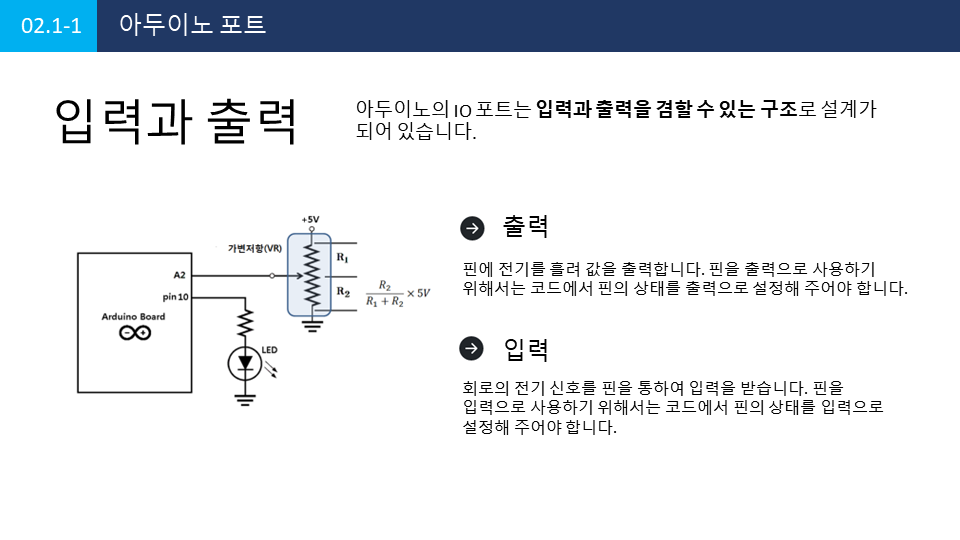 02.1-1 아두이노 포트
입력과 출력
아두이노의 IO 포트는 입력과 출력을 겸할 수 있는 구조로 설계가
되어 있습니다.
+5V
가변저항(VR)
R1
A2
R2
R2 / R1 + R2 × 5V
pin 10
Arduino Board
LED
출력
핀에 전기를 흘려 값을 출력합니다. 핀을 출력으로 사용하기
위해서는 코드에서 핀의 상태를 출력으로 설정해 주어야 합니다.
입력
회로의 전기 신호를 핀을 통하여 입력을 받습니다. 핀을
입력으로 사용하기 위해서는 코드에서 핀의 상태를 입력으로
설정해 주어야 합니다.